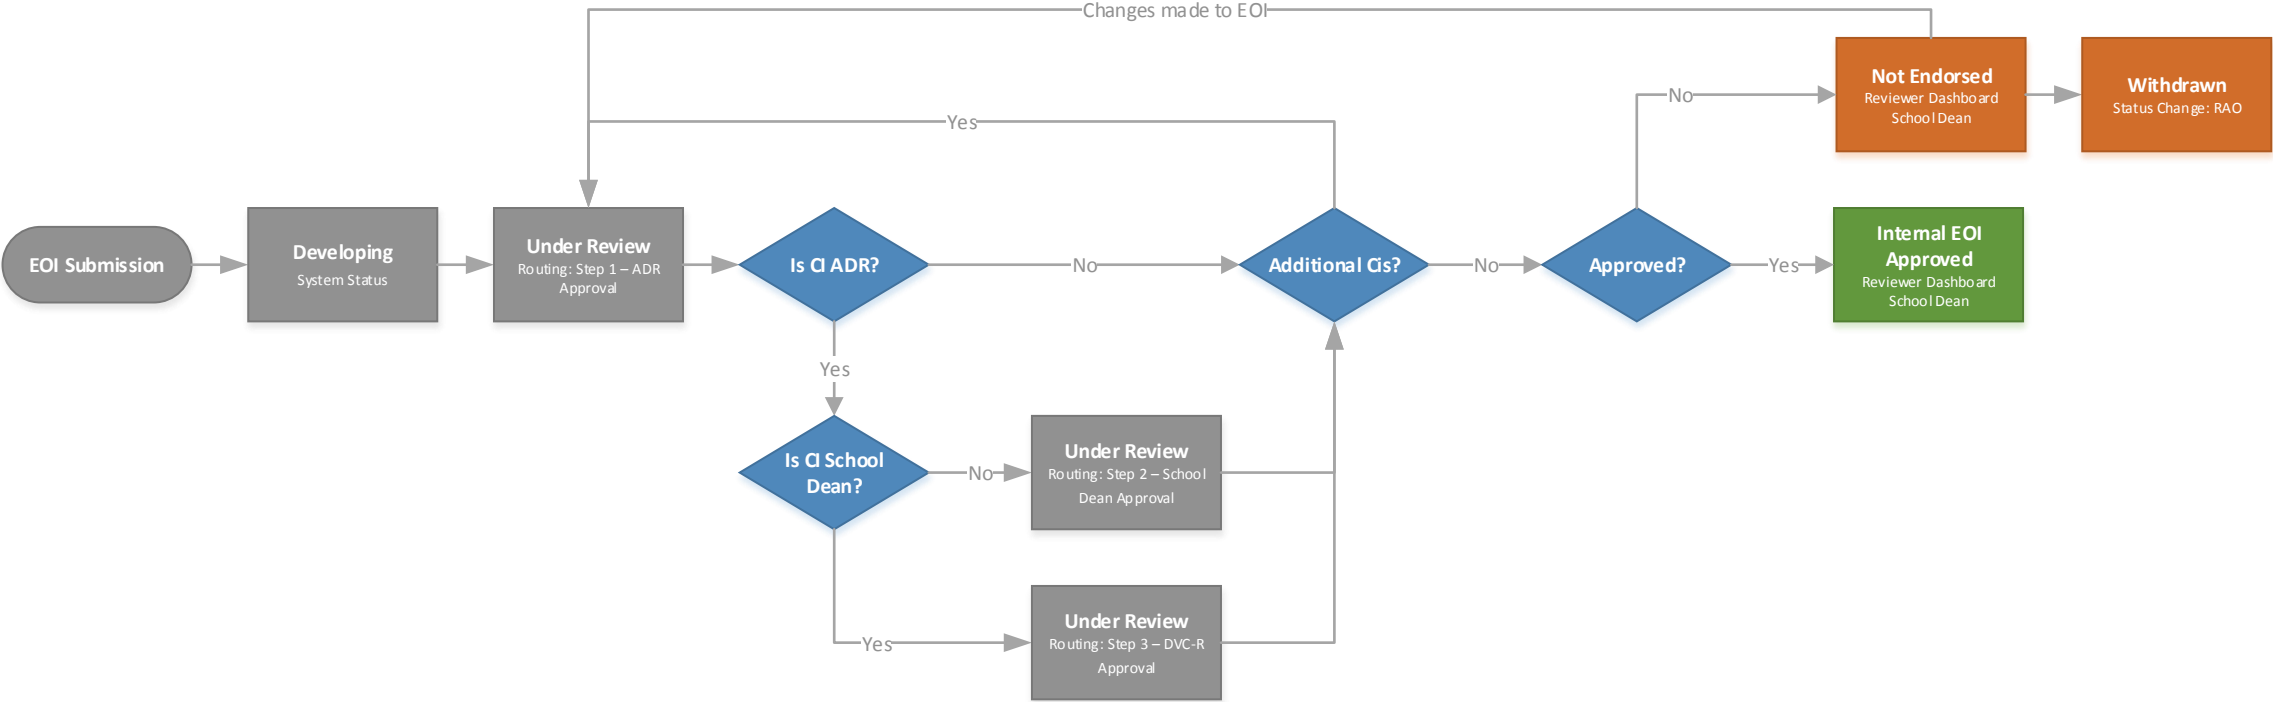 Changes made to EOI
Not Endorsed
Reviewer Dashboard
School Dean
Withdrawn
Status Change: RAO
No
Yes
EOI Submission
Developing
System Status
Under Review
Routing: Step 1 – ADR
Approval
Is CI ADR?
No
Additional Cis?
No
Approved?
Yes
Internal EOI
Approved
Reviewer Dashboard
School Dean
Yes
Is CI School
Dean?
No
Under Review
Routing: Step 2 – School
Dean Approval
Yes
Under Review
Routing: Step 3 – DVC-R
Approval